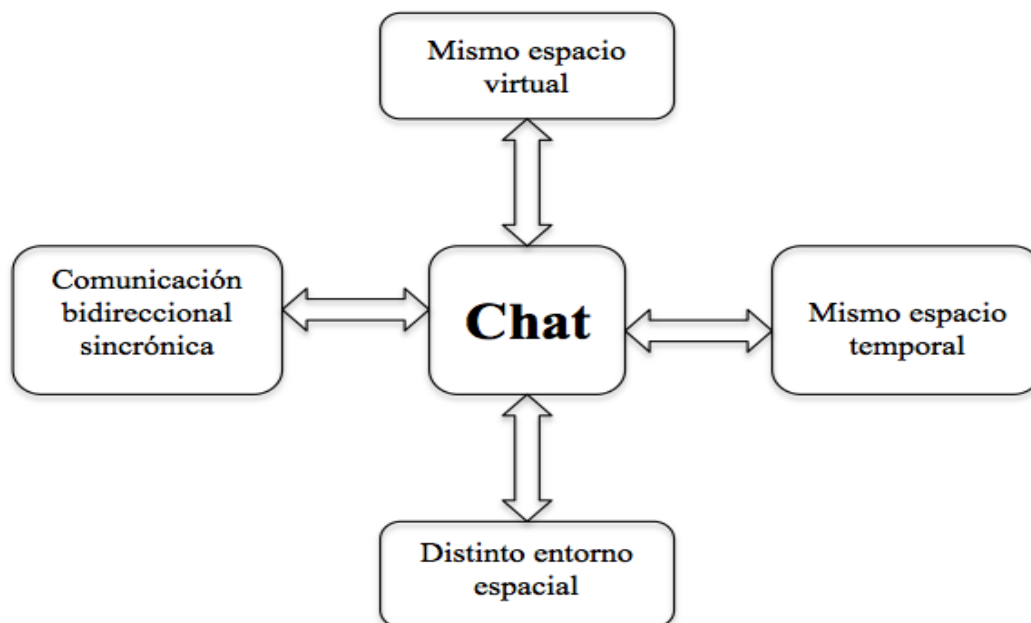 Mismo espacio
virtual
Comunicación
bidireccional
sincrónica
Chat
Mismo espacio
temporal
Distinto entorno
espacial